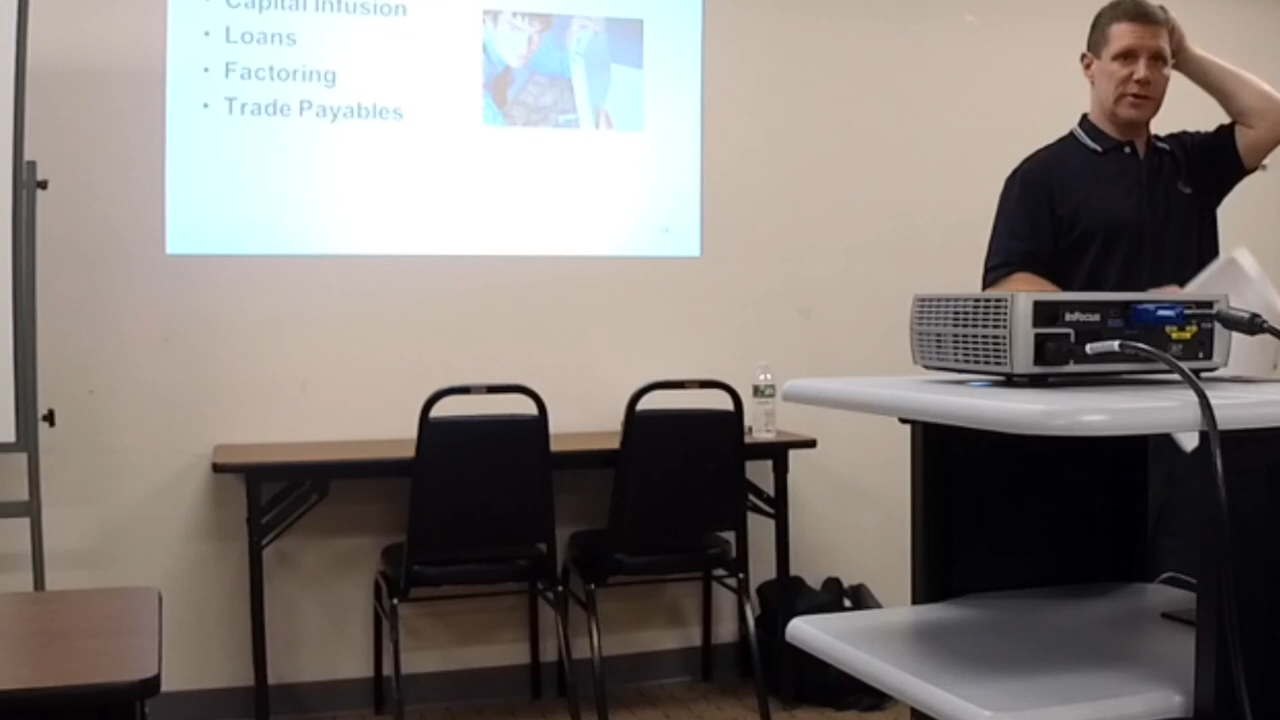 Capital Infusion
Loans
Factoring
Trade Payables
InFocus